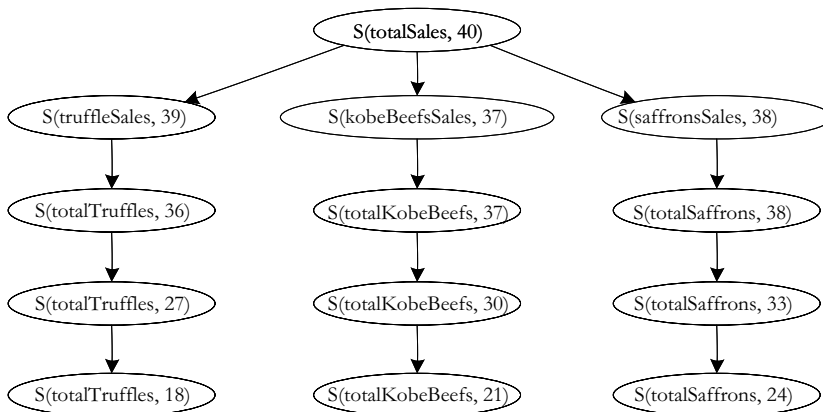 S(totalSales, 40)
S(truffleSales, 39)
S(kobeBeefsSales, 37)
S(saffronsSales, 38)
S(totalTruffles, 36)
S(totalKobeBeefs, 37)
S(totalSaffrons, 38)
S(totalTruffles, 27)
S(totalKobeBeefs, 30)
S(totalSaffrons, 33)
S(totalTruffles, 18)
S(totalKobeBeefs, 21)
S(totalSaffrons, 24)